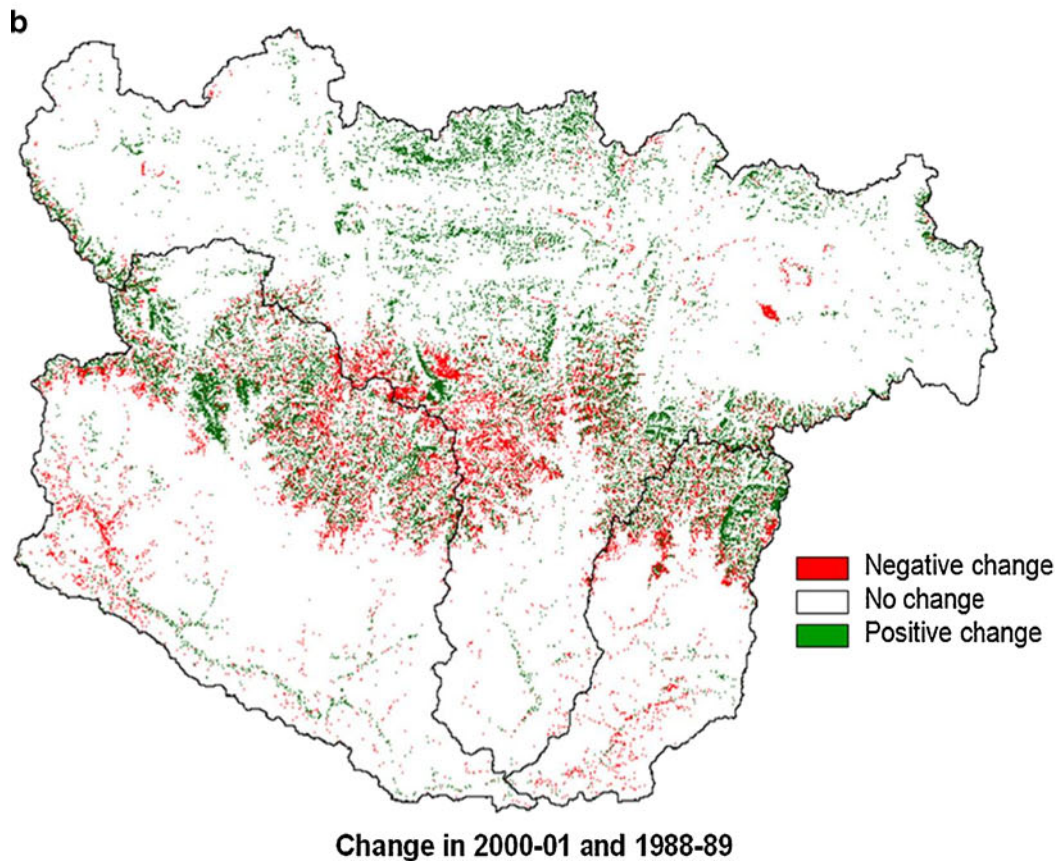 b
Negative change
No change
Positive change
Change in 2000-01 and 1988-89